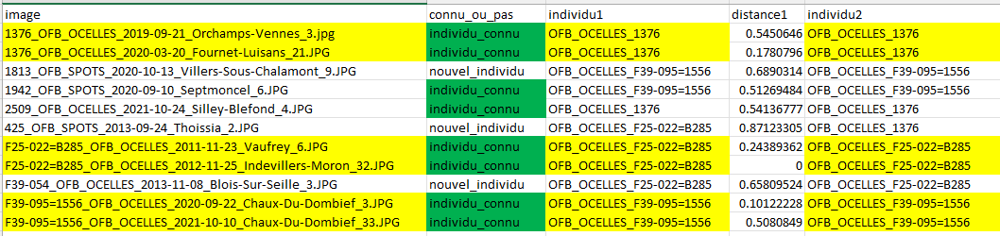 image connu_ou_pas individu1 distance1 individu2
1376_OFB_OCELLES_2019-09-21_Orchamps-Vennes_3.jpg individu_connu OFB_OCELLES_1376 0.5450646 OFB_OCELLES_1376
1376_OFB_OCELLES_2020-03-20_Fournet-Luisans_21.JPG individu_connu OFB_OCELLES_1376 0.1780796 OFB_OCELLES_1376
1813_OFB_SPOTS_2020-10-13_Villers-Sous-Chalamont_9.JPG nouvel_individu OFB_OCELLES_F39-095=1556 0.6890314 OFB_OCELLES_F39-095=1556
1942_OFB_SPOTS_2020-09-10_Septmoncel_6.JPG individu_connu OFB_OCELLES_F39-095=1556 0.51269484 OFB_OCELLES_F39-095=1556
2509_OFB_OCELLES_2021-10-24_Silley-Blefond_4.JPG individu_connu OFB_OCELLES_1376 0.54136777 OFB_OCELLES_1376
425_OFB_SPOTS_2013-09-24_Thoissia_2.JPG nouvel_individu OFB_OCELLES_F25-022=B285 0.87123305 OFB_OCELLES_1376
F25-022=B285_OFB_OCELLES_2011-11-23_Vaufrey_6.JPG individu_connu OFB_OCELLES_F25-022=B285 0.24389362 OFB_OCELLES_F25-022=B285
F25-022=B285_OFB_OCELLES_2012-11-25_Indevillers-Moron_32.JPG individu_connu OFB_OCELLES_F25-022=B285 0 OFB_OCELLES_F25-022=B285
F39-054_OFB_OCELLES_2013-11-08_Blois-Sur-Seille_3.JPG nouvel_individu OFB_OCELLES_F25-022=B285 0.65809524 OFB_OCELLES_F25-022=B285
F39-095=1556_OFB_OCELLES_2020-09-22_Chaux-Du-Dombief_3.JPG individu_connu OFB_OCELLES_F39-095=1556 0.10122228 OFB_OCELLES_F39-095=1556
F39-095=1556_OFB_OCELLES_2021-10-10_Chaux-Du-Dombief_33.JPG individu_connu OFB_OCELLES_F39-095=1556 0.5080849 OFB_OCELLES_F39-095=1556